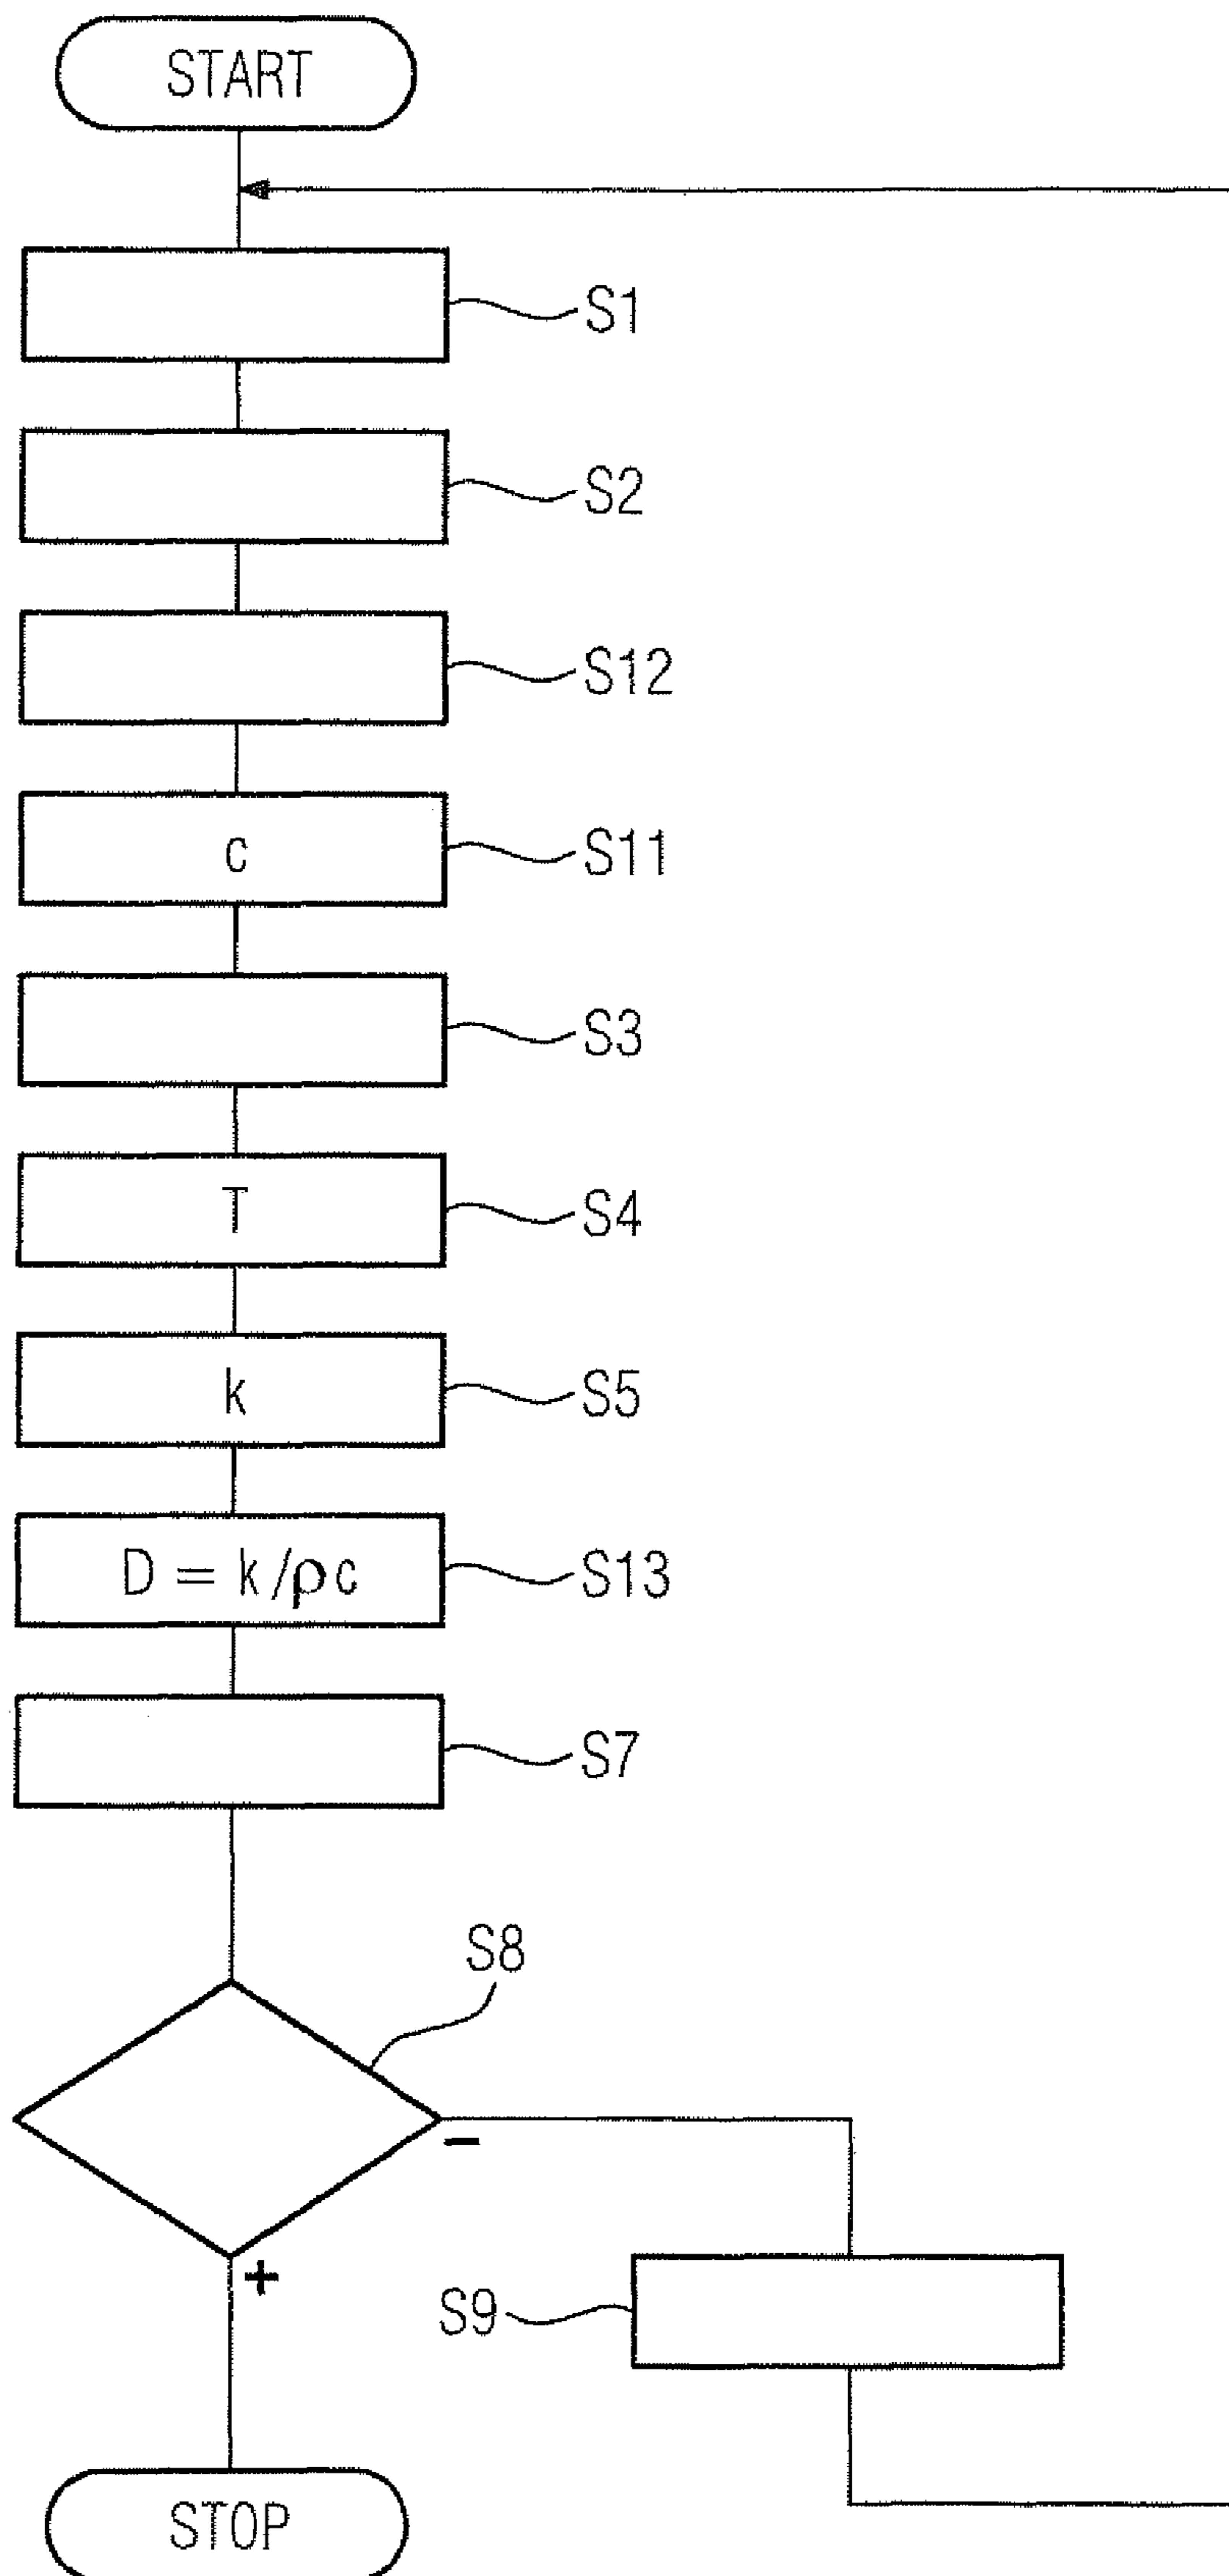 START
S1
S2
S12
c
S11
S3
T
S4
k
S5
D = k/ρc
S13
S7
S8
−
+
S9
STOP